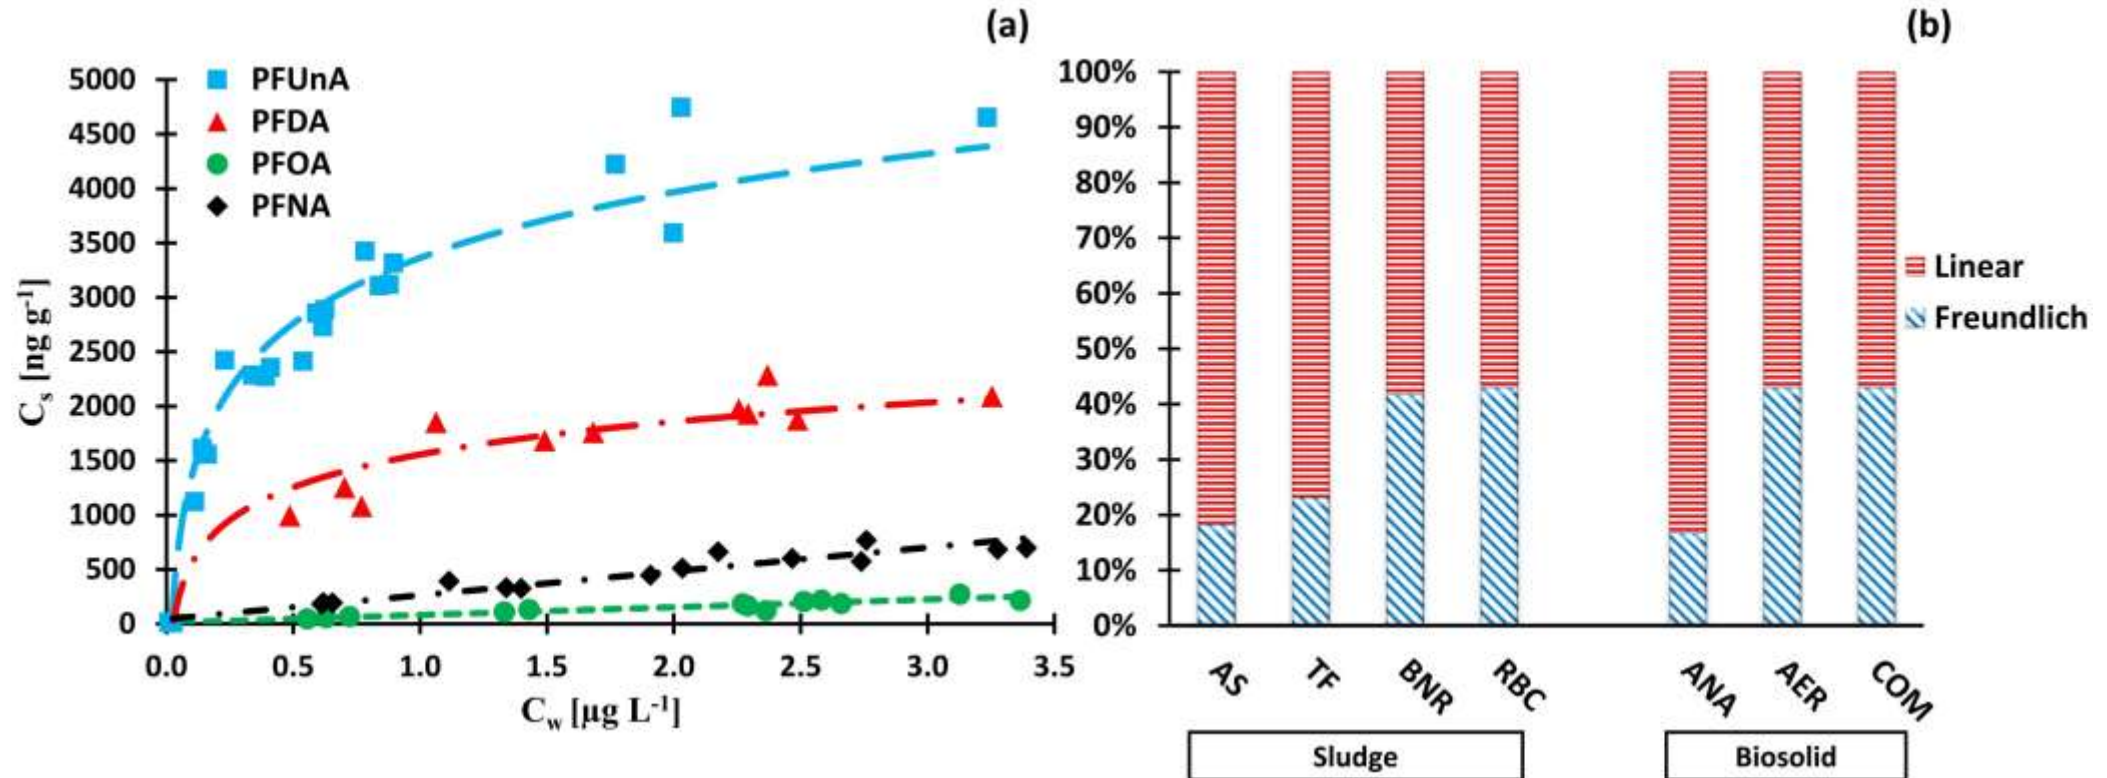 (a)
5000
4500
4000
3500
3000
2500
2000
1500
1000
500
0
PFUnA
PFDA
PFOA
PFNA
Cs [ng g-1]
0.0 0.5 1.0 1.5 2.0 2.5 3.0 3.5
Cw [µg L-1]
(b)
100%
90%
80%
70%
60%
50%
40%
30%
20%
10%
0%
Linear
Freundlich
AS TF BNR RBC ANA AER COM
Sludge Biosolid